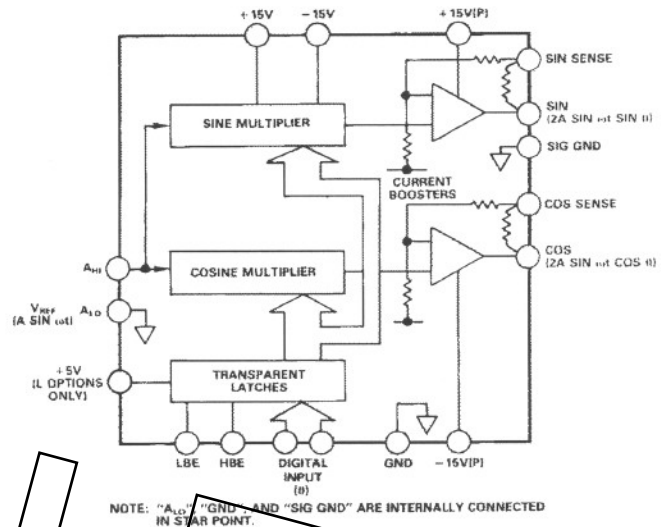 +15V -15V +15V(P)
SIN SENSE
SINE MULTIPLIER
SIN
(2A SIN ωt SIN θ)
SIG GND
CURRENT
BOOSTERS
COS SENSE
COSINE MULTIPLIER
COS
(2A SIN ωt COS θ)
AHI
VREF ALO
(A SIN ωt)
+5V
(L OPTIONS
ONLY)
TRANSPARENT
LATCHES
LBE HBE DIGITAL
INPUT
(θ)
GND -15V(P)
NOTE: "ALO", "GND", AND "SIG GND" ARE INTERNALLY CONNECTED
IN STAR POINT.